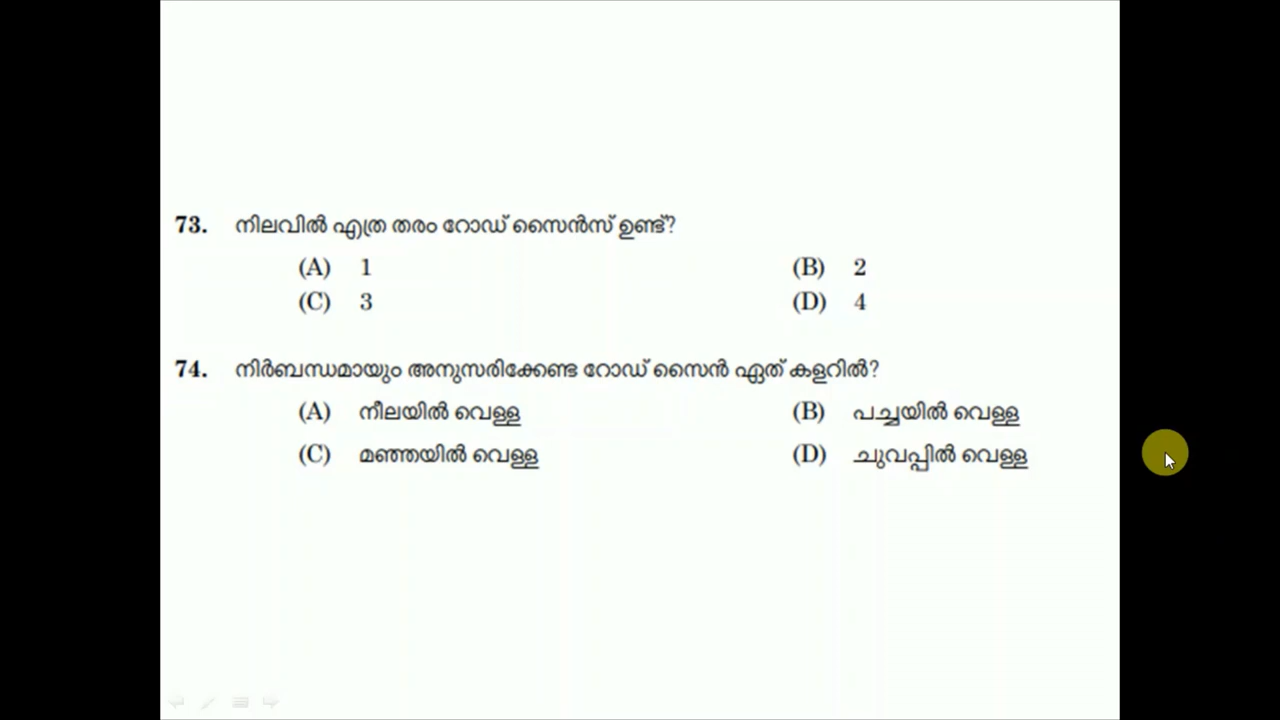 73. നിലവിൽ എത്ര തരം റോഡ് സൈൻസ് ഉണ്ട്?
(A) 1 (B) 2
(C) 3 (D) 4
74. നിർബന്ധമായും അനുസരിക്കേണ്ട റോഡ് സൈൻ ഏത് കളറിൽ?
(A) നീലയിൽ വെള്ള (B) പച്ചയിൽ വെള്ള
(C) മഞ്ഞയിൽ വെള്ള (D) ചുവപ്പിൽ വെള്ള